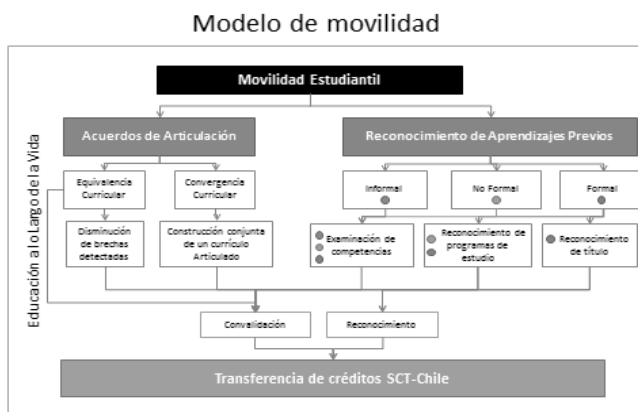 Modelo de movilidad
Movilidad Estudiantil
Acuerdos de Articulación
Reconocimiento de Aprendizajes Previos
Educación a lo Largo de la Vida
Equivalencia
Curricular
Convergencia
Curricular
Informal
No Formal
Formal
Disminución
de brechas
detectadas
Construcción conjunta
de un currículo
Articulado
Examinación de
competencias
Reconocimiento de
programas de
estudio
Reconocimiento
de título
Convalidación
Reconocimiento
Transferencia de créditos SCT-Chile